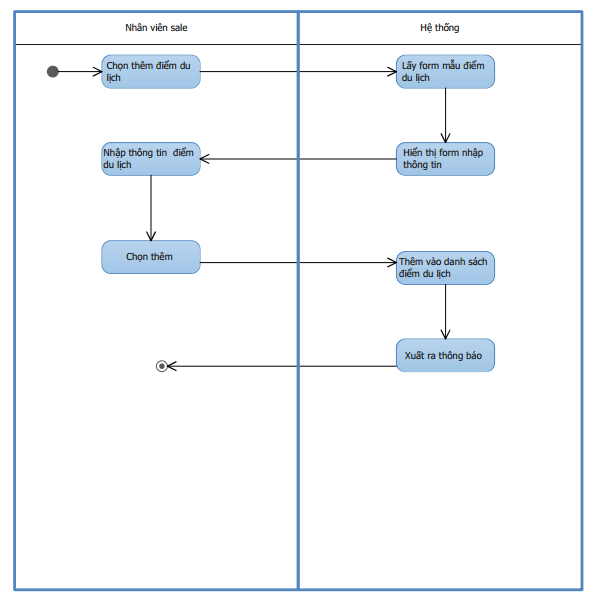 Nhân viên sale
Hệ thống
Chọn thêm điểm du
lịch
Lấy form mẫu điểm
du lịch
Nhập thông tin điểm
du lịch
Hiển thị form nhập
thông tin
Chọn thêm
Thêm vào danh sách
điểm du lịch
Xuất ra thông báo